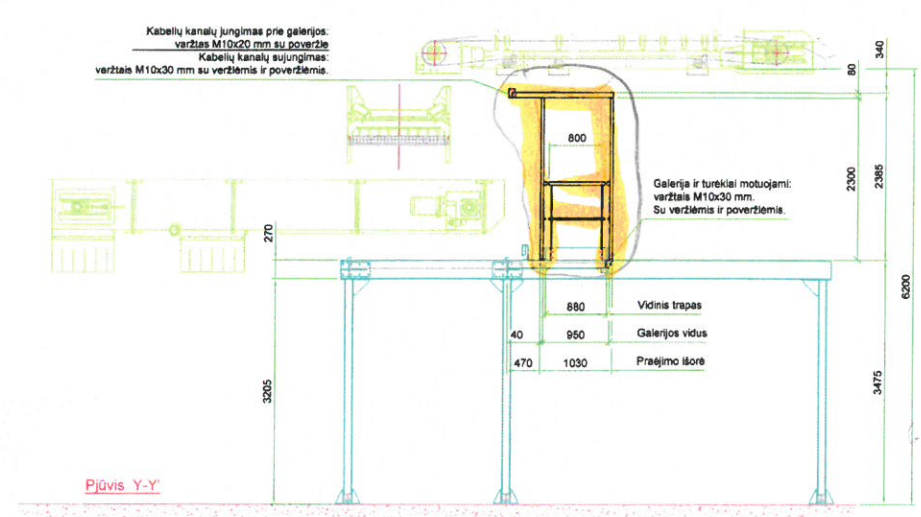 Kabelių kanalų jungimas prie galerijos:
varžtas M10x20 mm su poveržle
Kabelių kanalų sujungimas:
varžtais M10x30 mm su veržlėmis ir poveržlėmis.
340
80
800
2300
2385
Galerija ir turėkiai motuojami:
varžtais M10x30 mm.
Su veržlėmis ir poveržlėmis.
270
6200
880
Vidinis trapas
40
950
Galerijos vidus
470
1030
Praėjimo išorė
3205
3475
Pjūvis Y-Y'